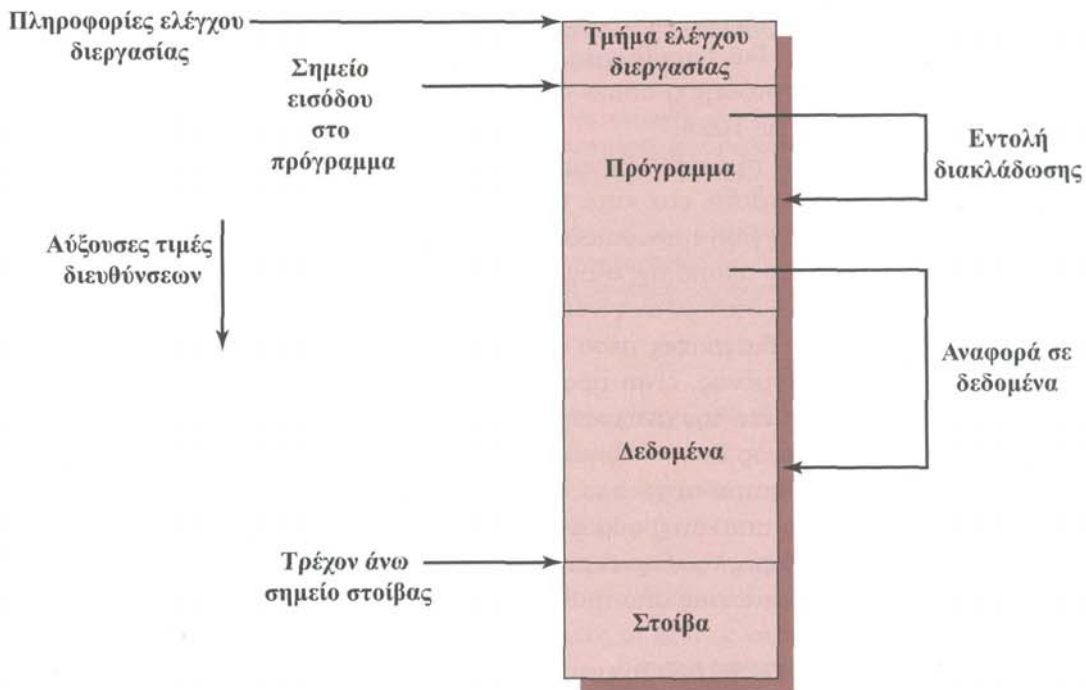 Πληροφορίες ελέγχου
διεργασίας
Τμήμα ελέγχου
διεργασίας
Σημείο
εισόδου
στο
πρόγραμμα
Πρόγραμμα
Εντολή
διακλάδωσης
Αύξουσες τιμές
διευθύνσεων
Αναφορά σε
δεδομένα
Δεδομένα
Τρέχον άνω
σημείο στοίβας
Στοίβα